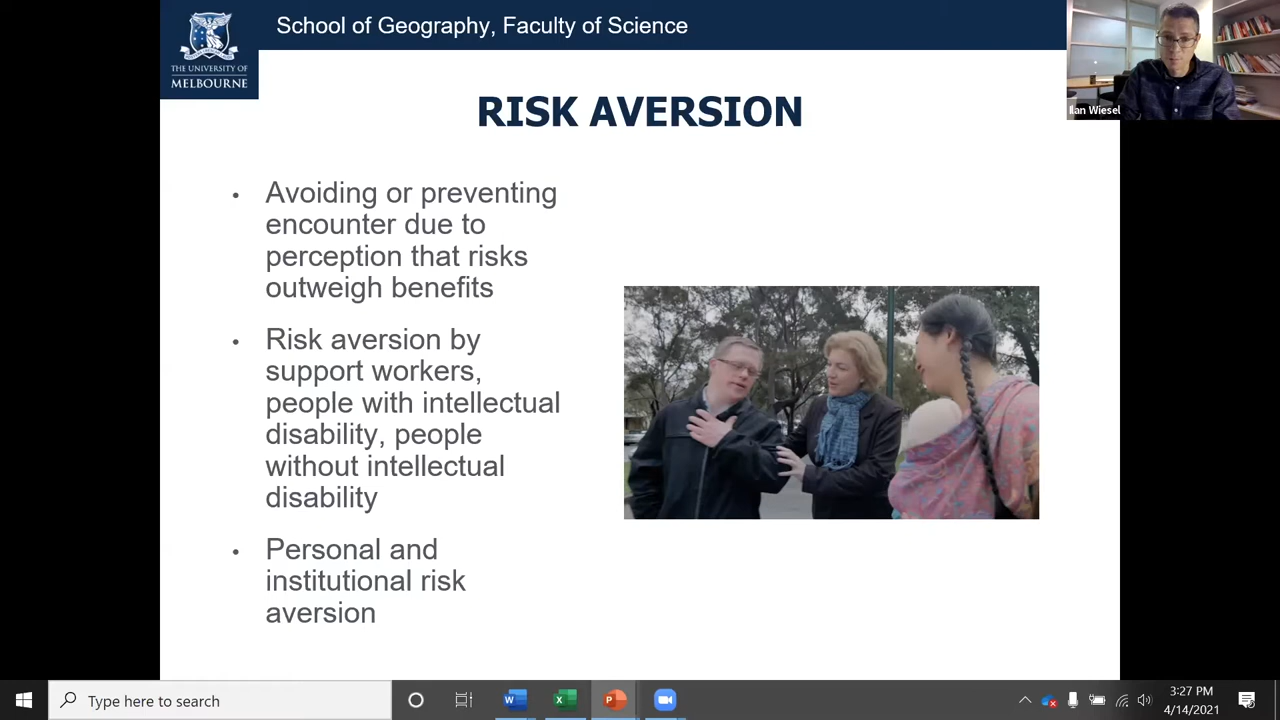 School of Geography, Faculty of Science
THE UNIVERSITY OF
MELBOURNE
Ilan Wiesel
RISK AVERSION
• Avoiding or preventing
encounter due to
perception that risks
outweigh benefits
• Risk aversion by
support workers,
people with intellectual
disability, people
without intellectual
disability
• Personal and
institutional risk
aversion
Type here to search
3:27 PM
4/14/2021